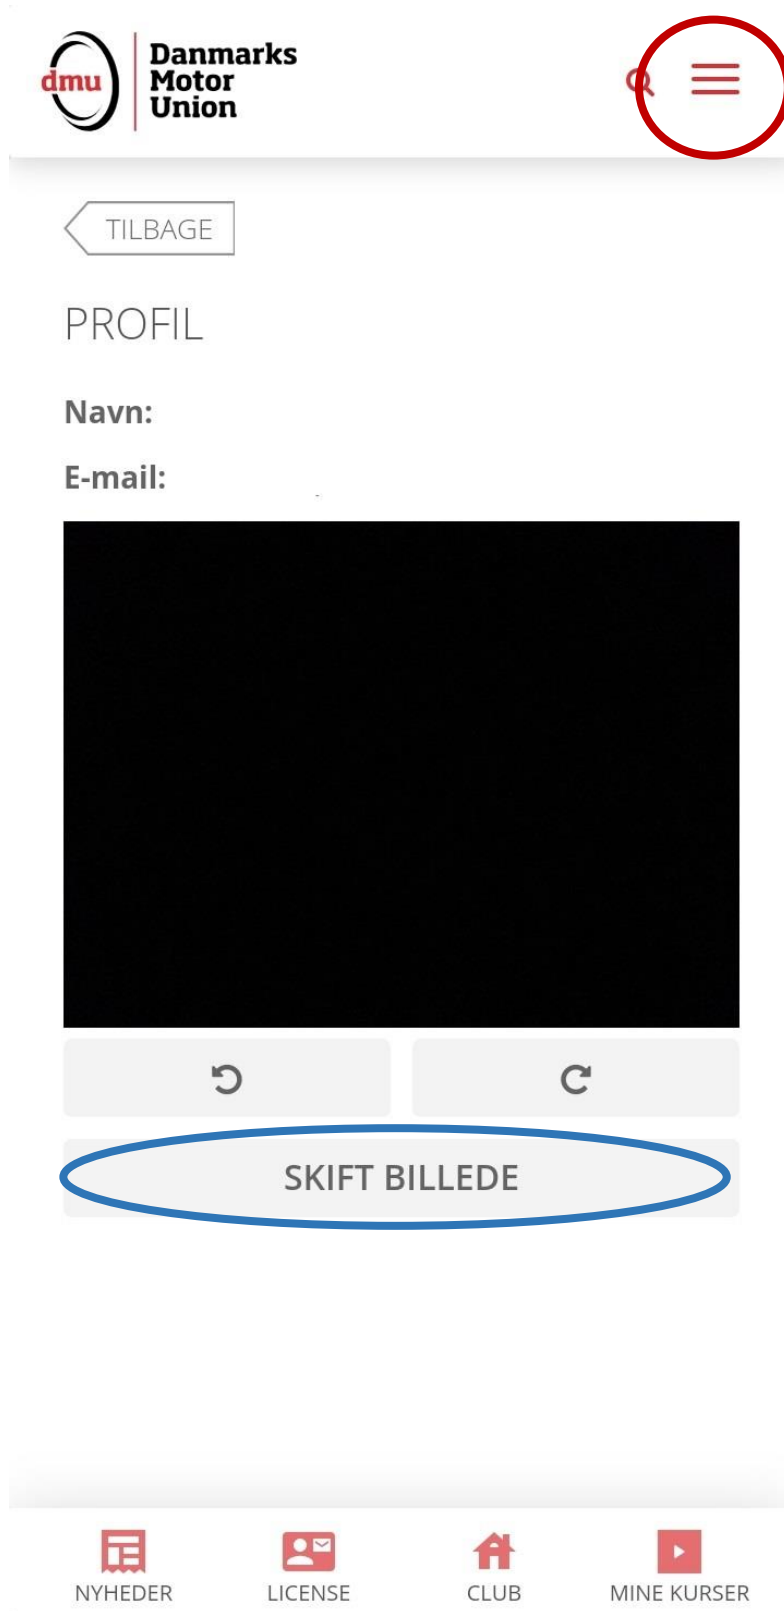 dmu
Danmarks
Motor
Union
TILBAGE
PROFIL
Navn:
E-mail:
SKIFT BILLEDE
NYHEDER
LICENSE
CLUB
MINE KURSER